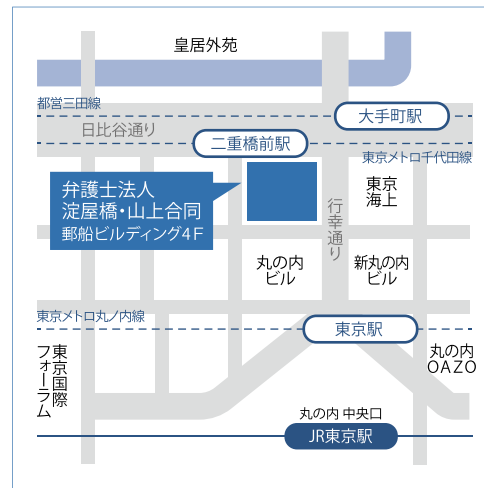 皇居外苑
都営三田線
大手町駅
日比谷通り
二重橋前駅
東京メトロ千代田線
弁護士法人
淀屋橋・山上合同
郵船ビルディング4F
東京
海上
行幸通り
丸の内
ビル
新丸の内
ビル
東京メトロ丸ノ内線
東京駅
東京国際
フォーラム
丸の内
OAZO
丸の内 中央口
JR東京駅